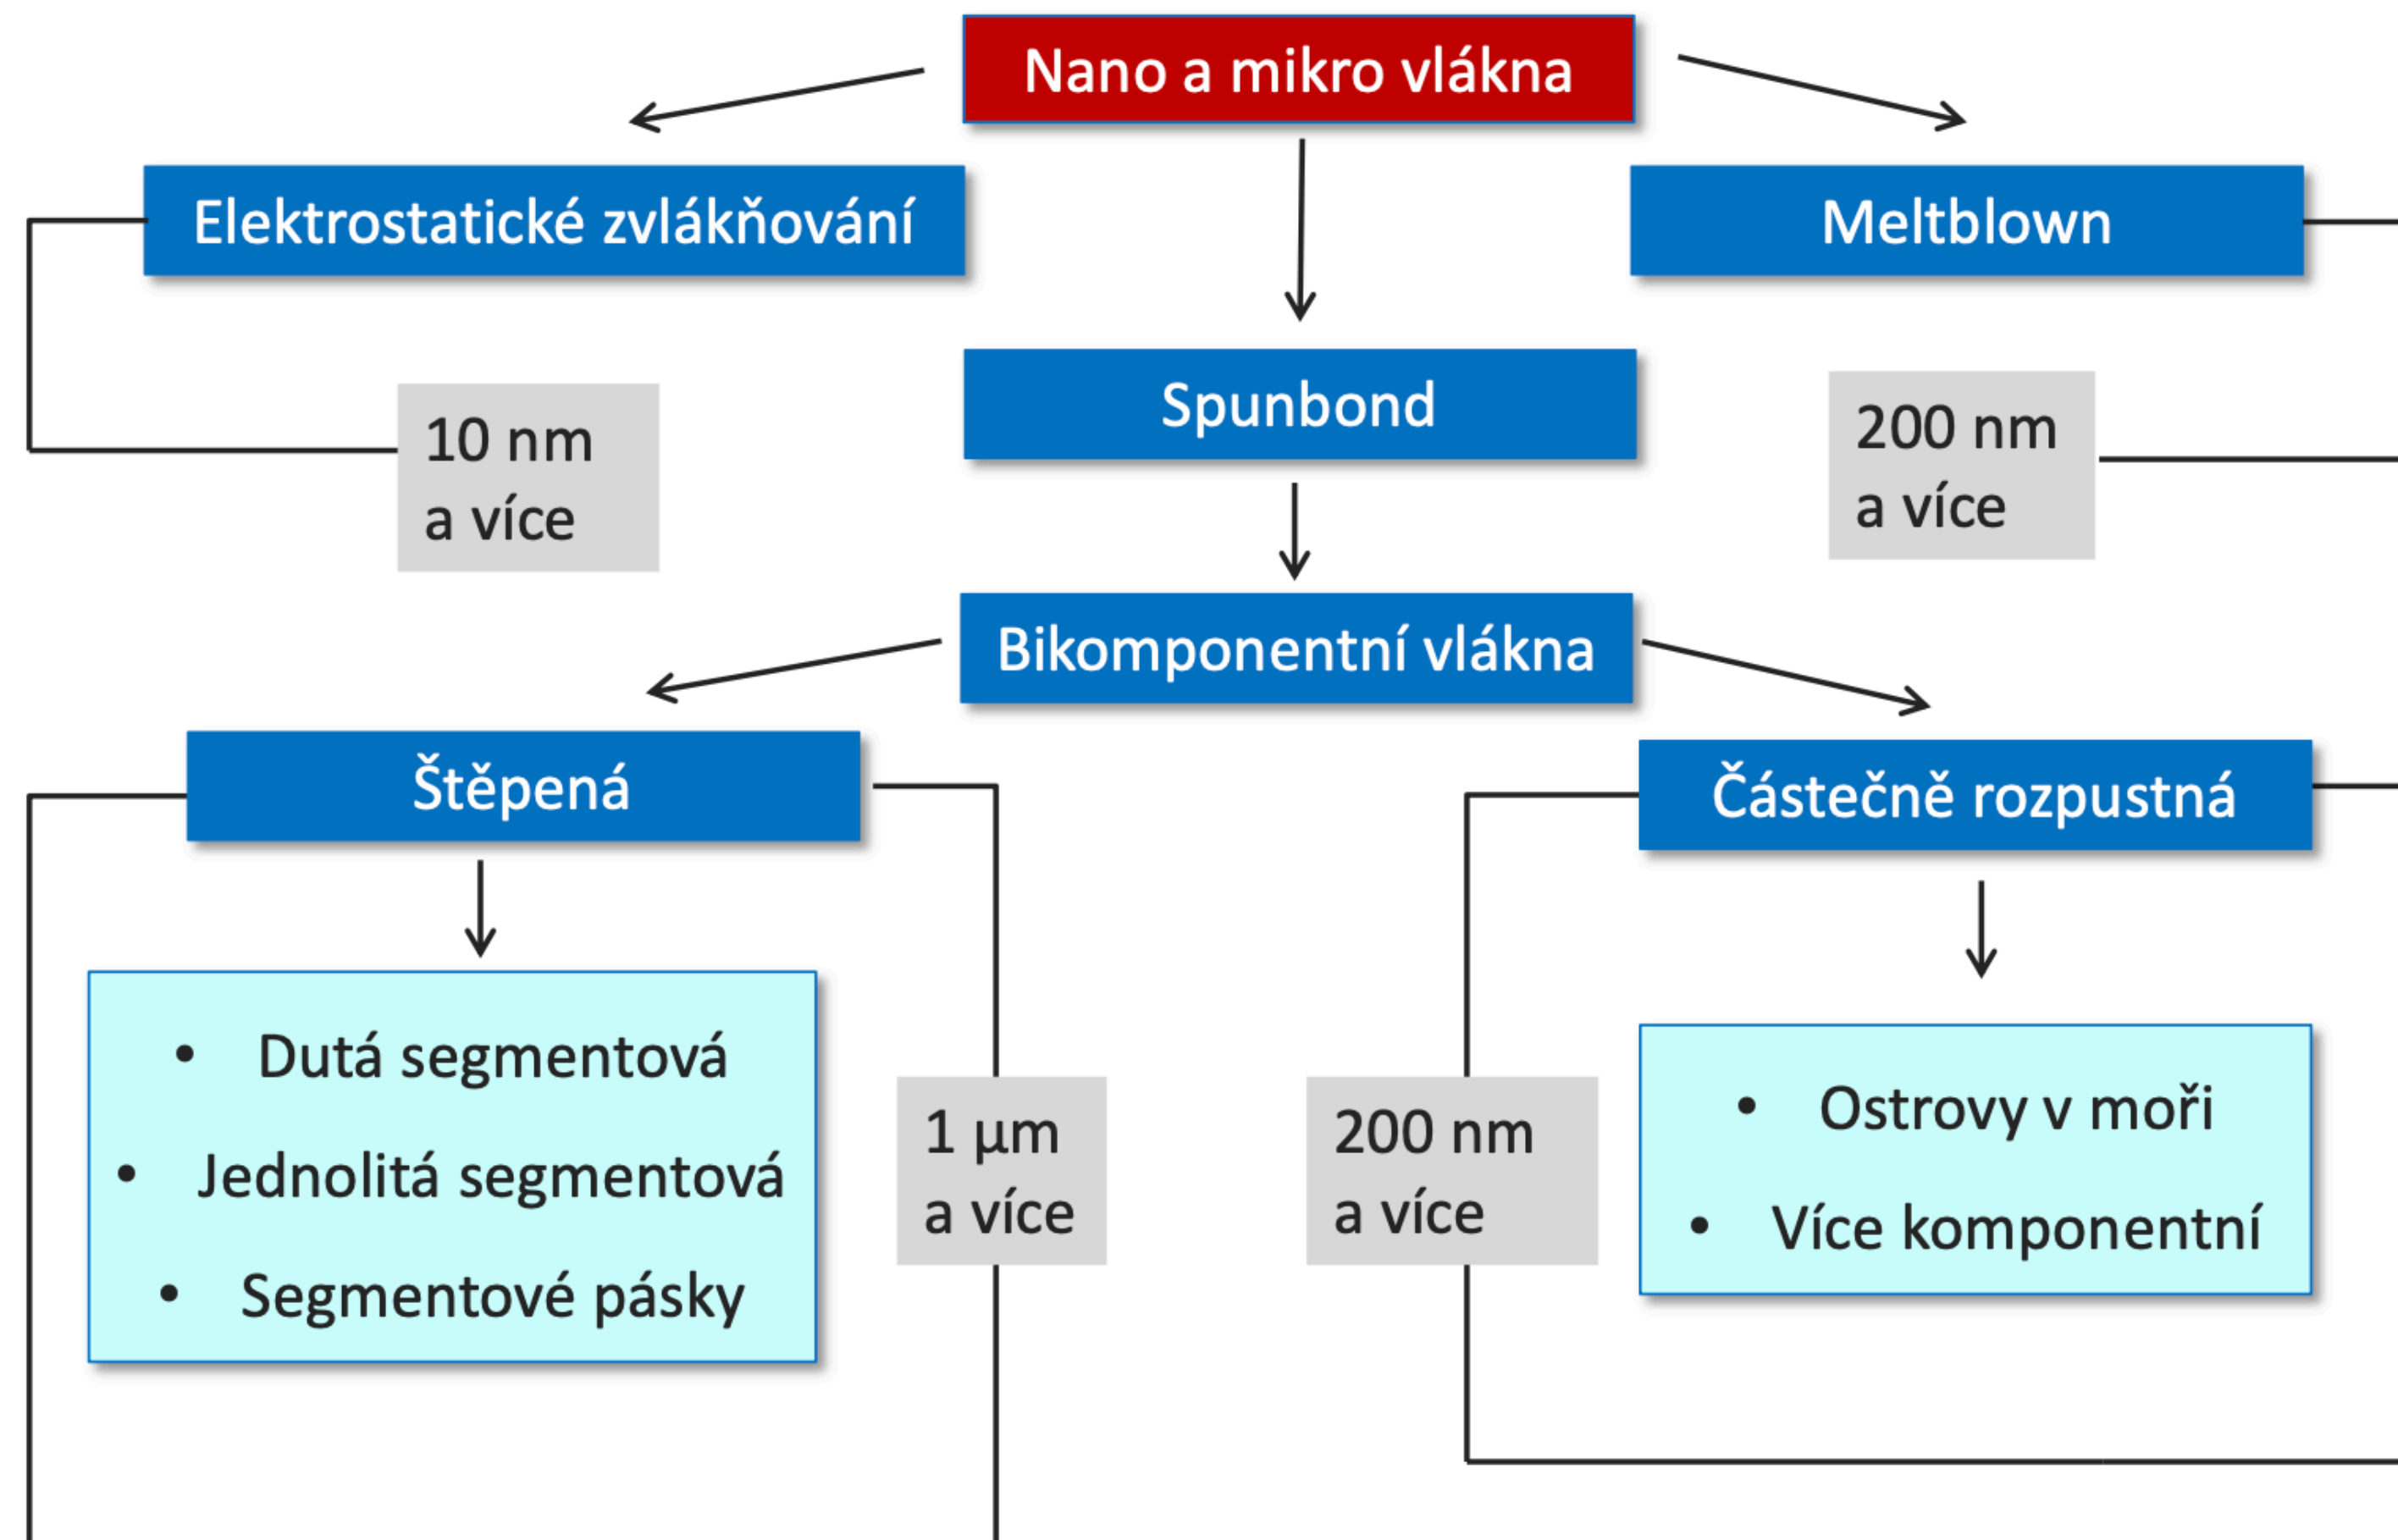 Nano a mikro vlákna
Elektrostatické zvlákňování
Meltblown
Spunbond
10 nm
a více
200 nm
a více
Bikomponentní vlákna
Štěpená
Částečně rozpustná
• Dutá segmentová
• Jednolitá segmentová
• Segmentové pásky
1 µm
a více
200 nm
a více
• Ostrovy v moři
• Více komponentní